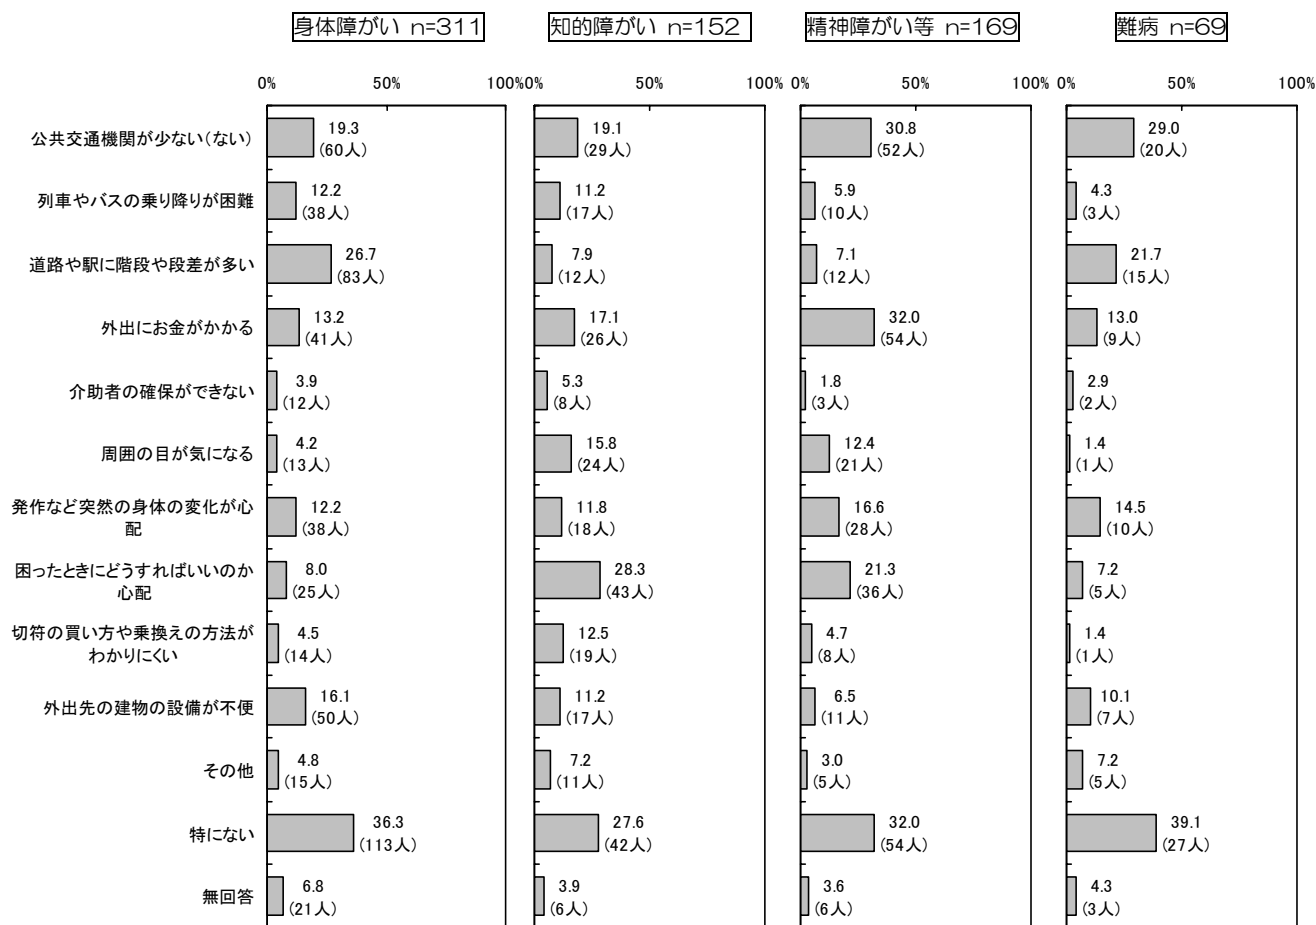 身体障がい n=311
知的障がい n=152
精神障がい等 n=169
難病 n=69
0% 50% 100%
0% 50% 100%
0% 50% 100%
0% 50% 100%
公共交通機関が少ない(ない)
19.3 19.1 30.8 29.0
(60人) (29人) (52人) (20人)
列車やバスの乗り降りが困難
12.2 11.2 5.9 4.3
(38人) (17人) (10人) (3人)
道路や駅に階段や段差が多い
26.7 7.9 7.1 21.7
(83人) (12人) (12人) (15人)
外出にお金がかかる
13.2 17.1 32.0 13.0
(41人) (26人) (54人) (9人)
介助者の確保ができない
3.9 5.3 1.8 2.9
(12人) (8人) (3人) (2人)
周囲の目が気になる
4.2 15.8 12.4 1.4
(13人) (24人) (21人) (1人)
発作など突然の身体の変化が心
配
12.2 11.8 16.6 14.5
(38人) (18人) (28人) (10人)
困ったときにどうすればいいのか
心配
8.0 28.3 21.3 7.2
(25人) (43人) (36人) (5人)
切符の買い方や乗換えの方法が
わかりにくい
4.5 12.5 4.7 1.4
(14人) (19人) (8人) (1人)
外出先の建物の設備が不便
16.1 11.2 6.5 10.1
(50人) (17人) (11人) (7人)
その他
4.8 7.2 3.0 7.2
(15人) (11人) (5人) (5人)
特にない
36.3 27.6 32.0 39.1
(113人) (42人) (54人) (27人)
無回答
6.8 3.9 3.6 4.3
(21人) (6人) (6人) (3人)